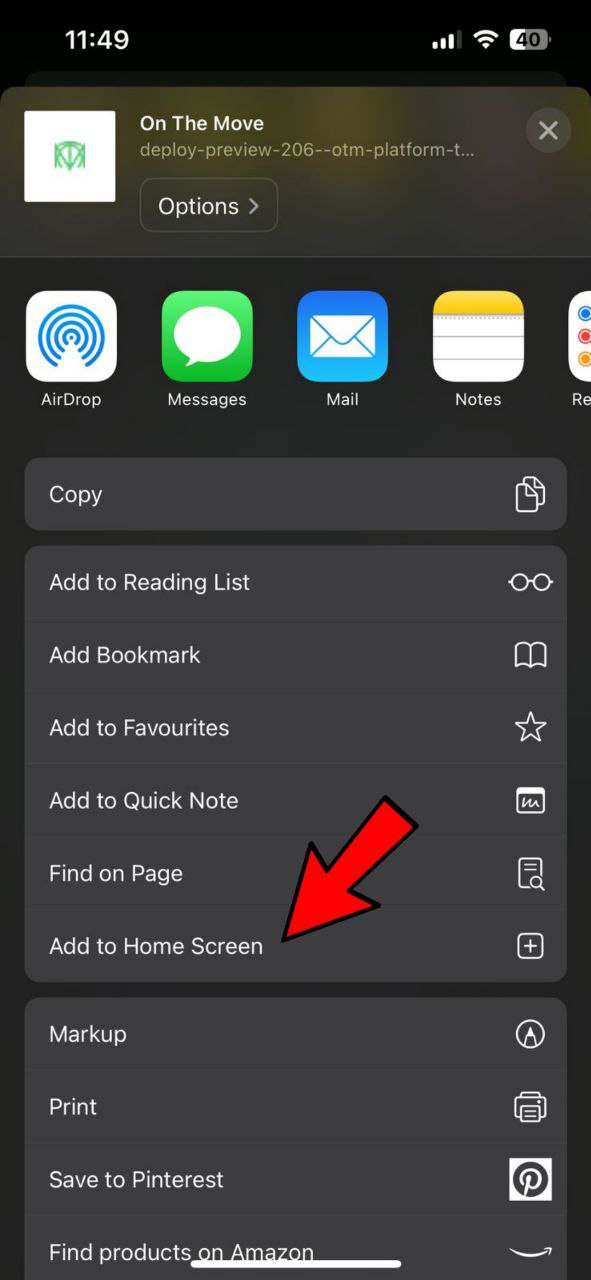 11:49
40
On The Move
deploy-preview-206--otm-platform-t...
Options
AirDrop
Messages
Mail
Notes
Re
Copy
Add to Reading List
Add Bookmark
Add to Favourites
Add to Quick Note
Find on Page
Add to Home Screen
Markup
Print
Save to Pinterest
Find products on Amazon